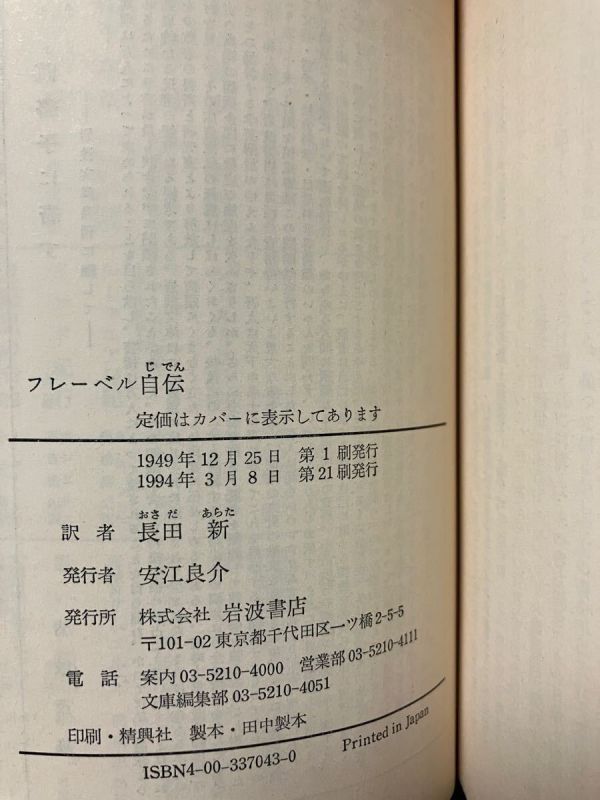 じでん
フレーベル自伝
定価はカバーに表示してあります
1949年12月25日 第1刷発行
1994年3月8日 第21刷発行
おさだ あらた
訳者 長田 新
発行者 安江良介
発行所 株式会社 岩波書店
〒101-02 東京都千代田区一ツ橋2-5-5
電話 案内03-5210-4000 営業部03-5210-4111
文庫編集部03-5210-4051
印刷・精興社 製本・田中製本
ISBN4-00-337043-0 Printed in Japan